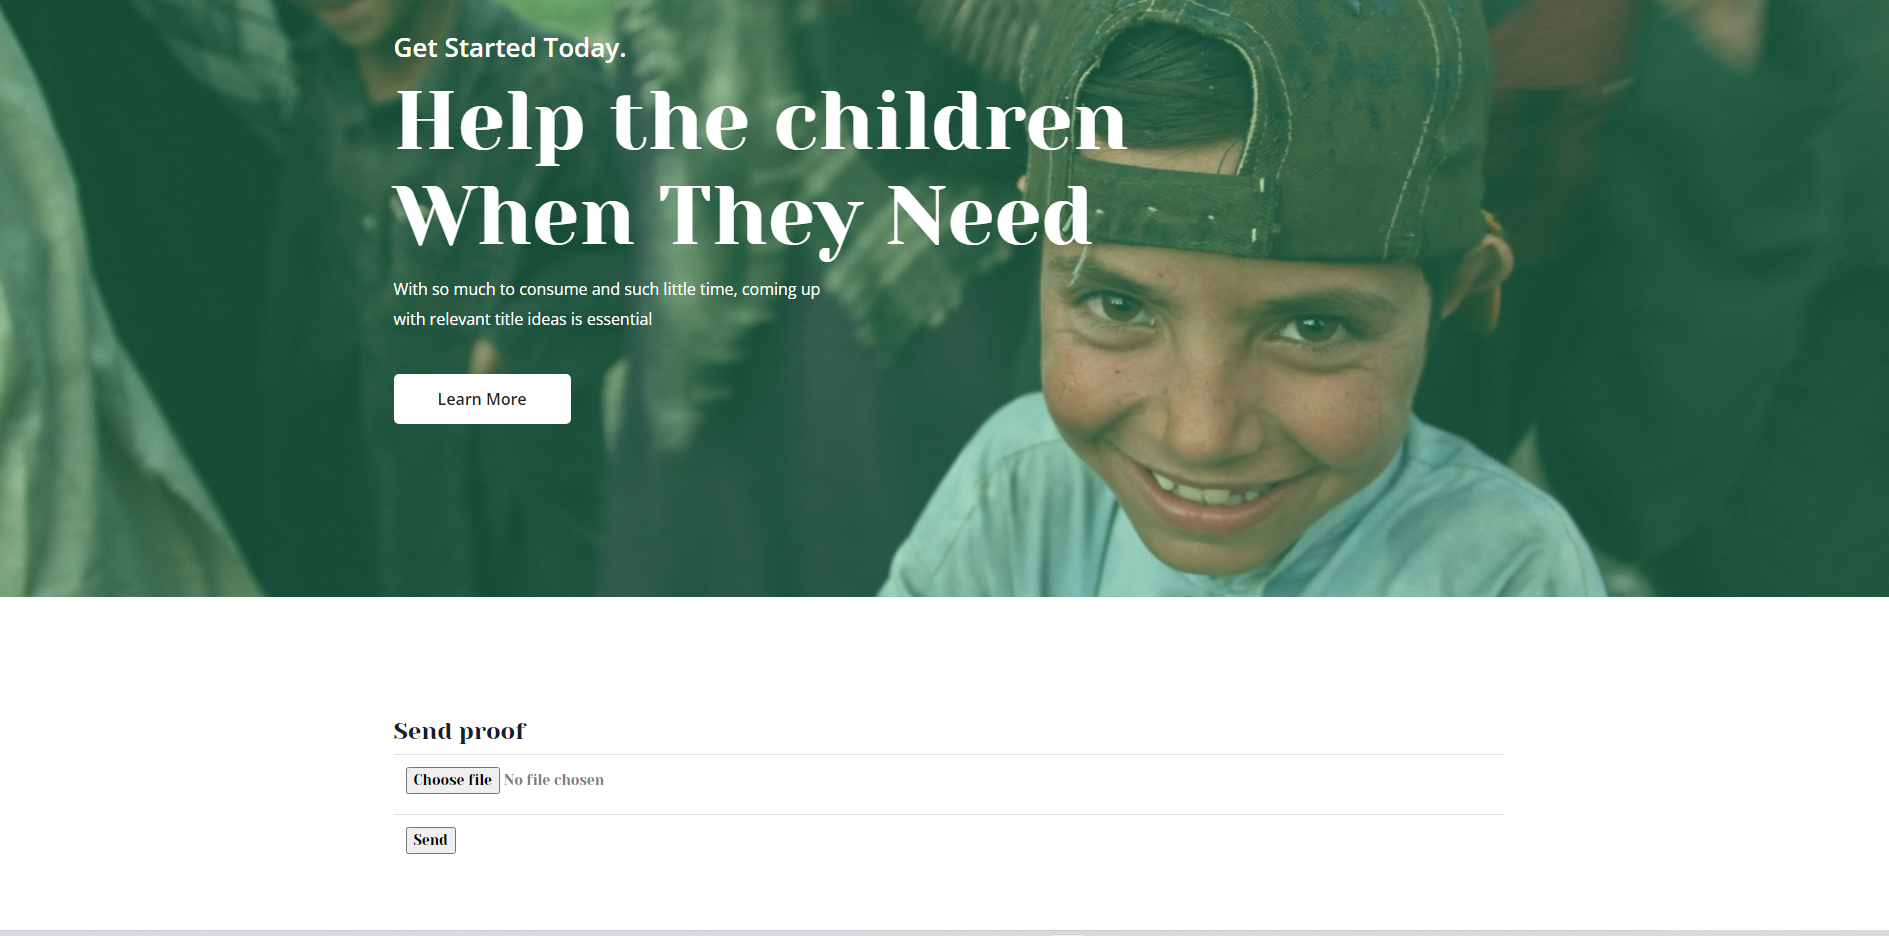 Get Started Today.
Help the children
When They Need
With so much to consume and such little time, coming up
with relevant title ideas is essential
Learn More
Send proof
Choose file No file chosen
Send